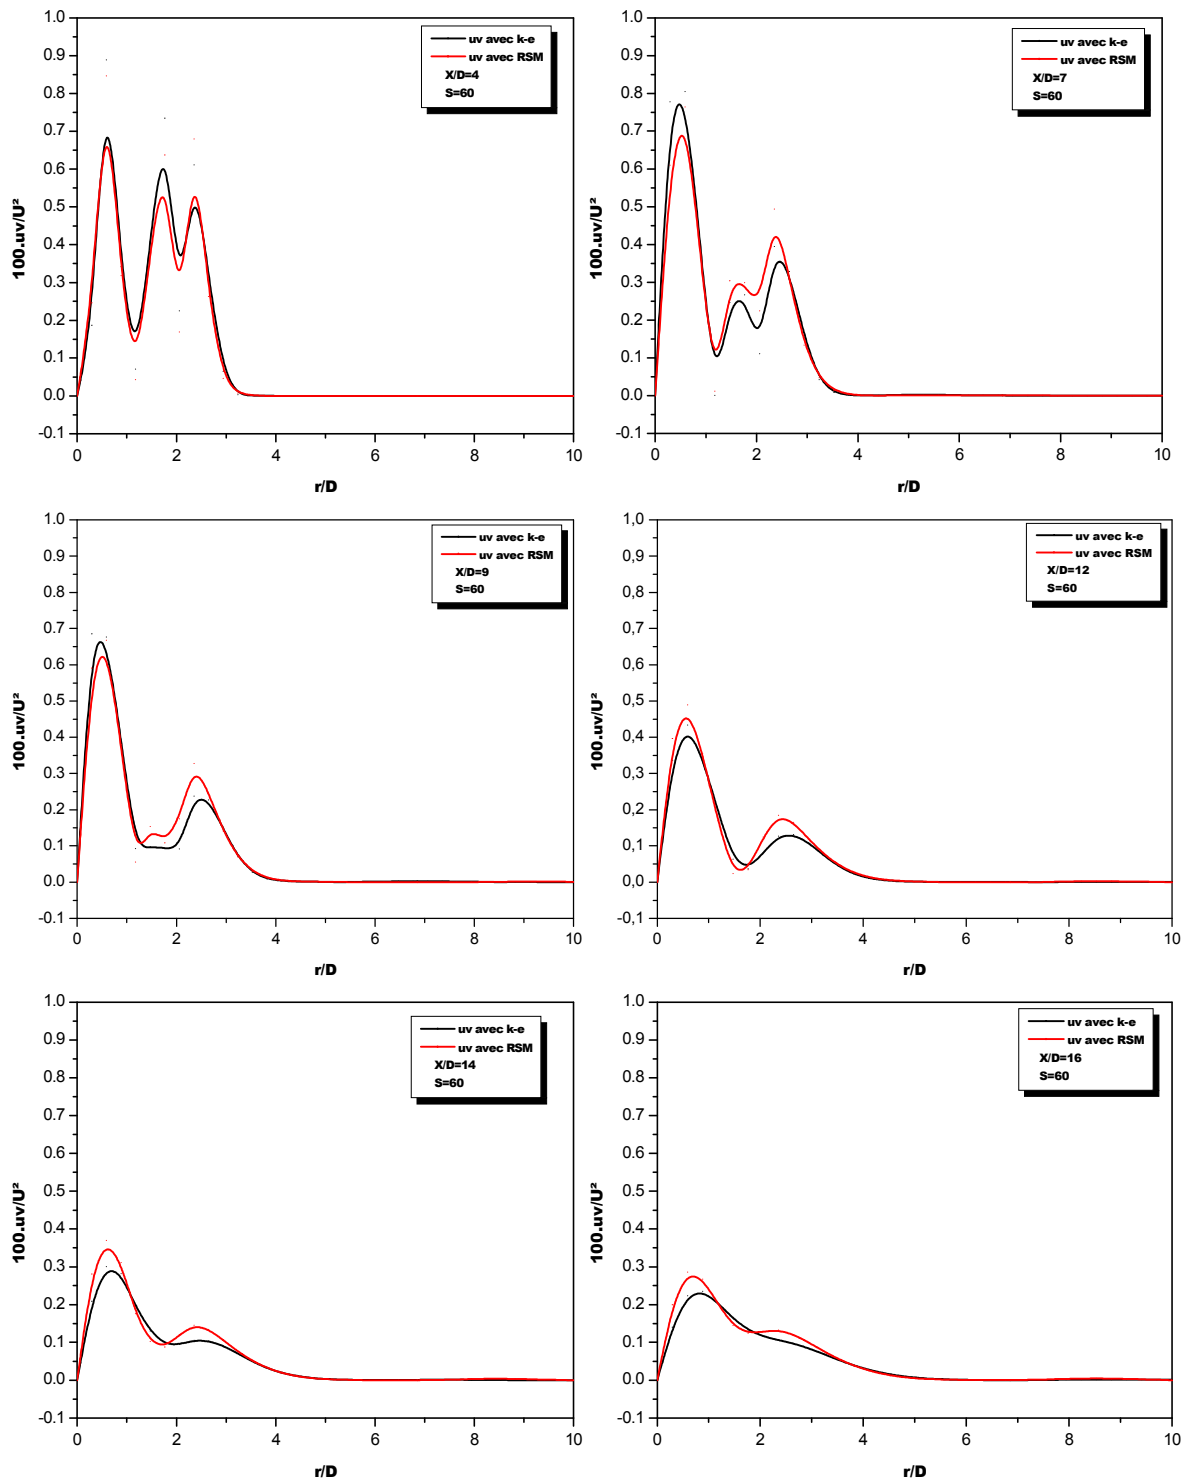 1.0
0.9
0.8
0.7
0.6
0.5
0.4
0.3
0.2
0.1
0.0
-0.1
0 2 4 6 8 10
r/D
100.uv/U²
uv avec k-e
uv avec RSM
X/D=4
S=60
1.0
0.9
0.8
0.7
0.6
0.5
0.4
0.3
0.2
0.1
0.0
-0.1
0 2 4 6 8 10
r/D
100.uv/U²
uv avec k-e
uv avec RSM
X/D=7
S=60
1.0
0.9
0.8
0.7
0.6
0.5
0.4
0.3
0.2
0.1
0.0
-0.1
0 2 4 6 8 10
r/D
100.uv/U²
uv avec k-e
uv avec RSM
X/D=9
S=60
1,0
0,9
0,8
0,7
0,6
0,5
0,4
0,3
0,2
0,1
0,0
-0,1
0 2 4 6 8 10
r/D
100.uv/U²
uv avec k-e
uv avec RSM
X/D=12
S=60
1.0
0.9
0.8
0.7
0.6
0.5
0.4
0.3
0.2
0.1
0.0
-0.1
0 2 4 6 8 10
r/D
100.uv/U²
uv avec k-e
uv avec RSM
X/D=14
S=60
1.0
0.9
0.8
0.7
0.6
0.5
0.4
0.3
0.2
0.1
0.0
-0.1
0 2 4 6 8 10
r/D
100.uv/U²
uv avec k-e
uv avec RSM
X/D=16
S=60